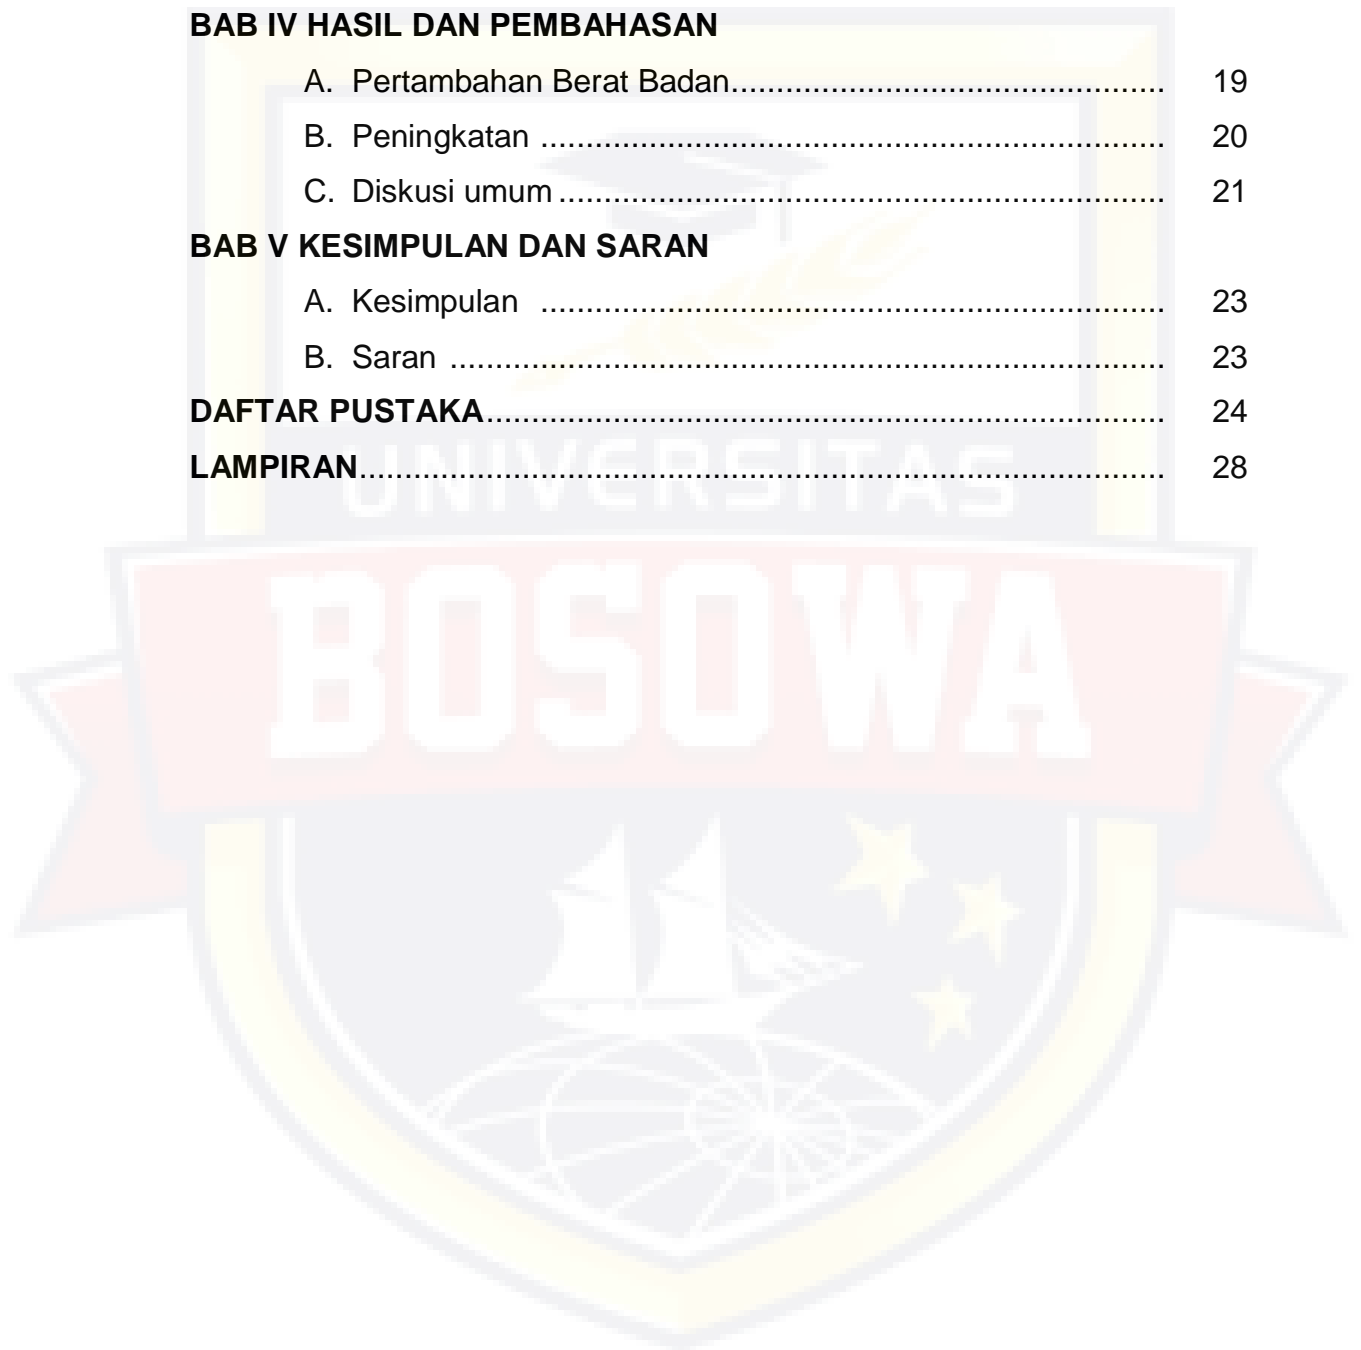 BAB IV HASIL DAN PEMBAHASAN
A. Pertambahan Berat Badan................................................ 19
B. Peningkatan ..................................................................... 20
C. Diskusi umum ................................................................... 21
BAB V KESIMPULAN DAN SARAN
A. Kesimpulan ..................................................................... 23
B. Saran ............................................................................... 23
DAFTAR PUSTAKA........................................................................... 24
LAMPIRAN......................................................................................... 28
UNIVERSITAS
BOSOWA